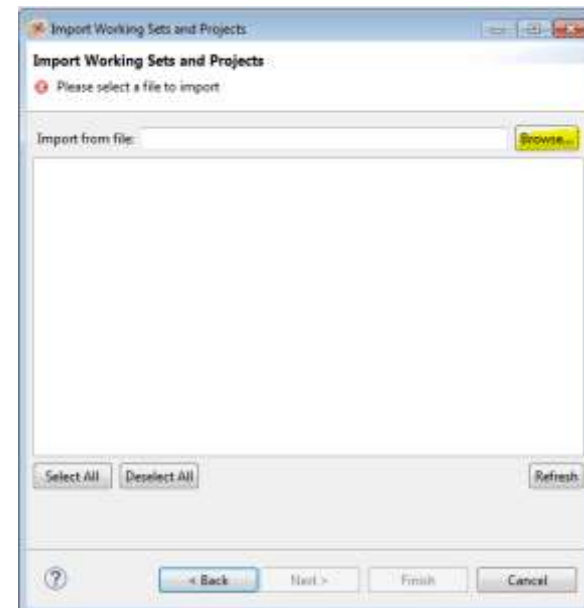 Import Working Sets and Projects
Import Working Sets and Projects
Please select a file to import
Import from file:
Browse...
Select All
Deselect All
Refresh
?
< Back
Next >
Finish
Cancel